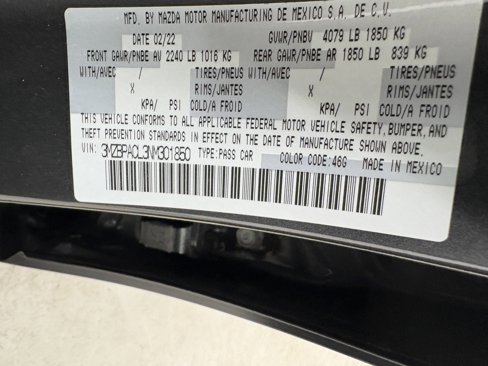 MFD. BY MAZDA MOTOR MANUFACTURING DE MEXICO S.A. DE C.V.
DATE 02/22 GVWR/PNBV 4079 LB 1850 KG
FRONT GAWR/PNBE AV 2240 LB 1016 KG REAR GAWR/PNBE AR 1850 LB 839 KG
WITH/AVEC / TIRES/PNEUS WITH/AVEC / TIRES/PNEUS
X RIMS/JANTES X RIMS/JANTES
KPA/ PSI COLD/A FROID KPA/ PSI COLD/A FROID
THIS VEHICLE CONFORMS TO ALL APPLICABLE FEDERAL MOTOR VEHICLE SAFETY, BUMPER, AND
THEFT PREVENTION STANDARDS IN EFFECT ON THE DATE OF MANUFACTURE SHOWN ABOVE.
VIN: 3MZBPACL3NM301850 TYPE:PASS CAR COLOR CODE:46G MADE IN MEXICO